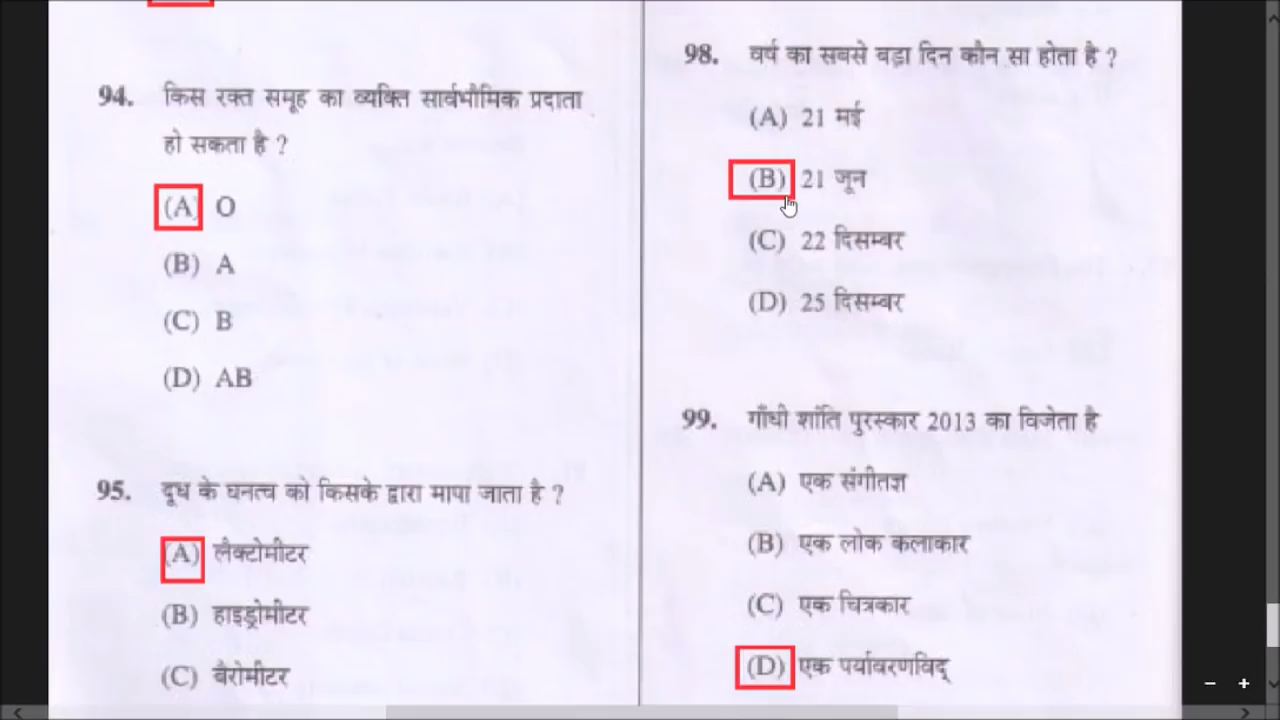 94. किस रक्त समूह का व्यक्ति सार्वभौमिक प्रदाता
हो सकता है ?
(A) O
(B) A
(C) B
(D) AB
95. दूध के घनत्व को किसके द्वारा मापा जाता है ?
(A) लैक्टोमीटर
(B) हाइड्रोमीटर
(C) बैरोमीटर
98. वर्ष का सबसे बड़ा दिन कौन सा होता है ?
(A) 21 मई
(B) 21 जून
(C) 22 दिसम्बर
(D) 25 दिसम्बर
99. गाँधी शांति पुरस्कार 2013 का विजेता है
(A) एक संगीतज्ञ
(B) एक लोक कलाकार
(C) एक चित्रकार
(D) एक पर्यावरणविद्